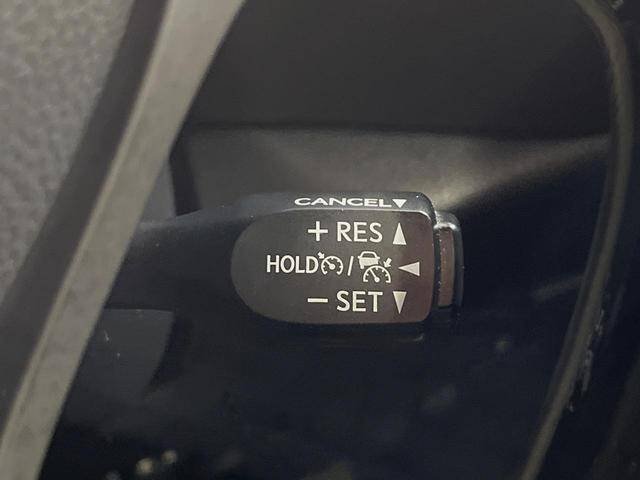 CANCEL▼
+ RES ▲
HOLD / ◀
− SET ▼